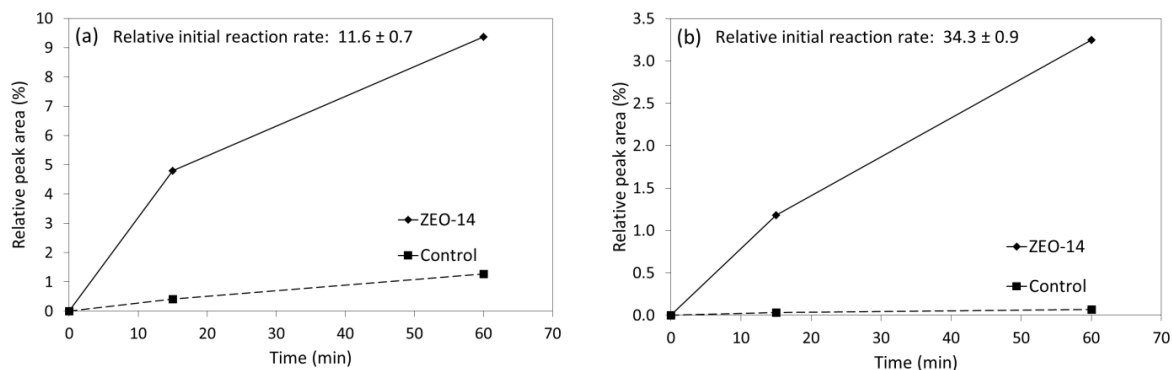 (a) Relative initial reaction rate: 11.6 ± 0.7
Relative peak area (%)
10
9
8
7
6
5
4
3
2
1
0
ZEO-14
Control
0 10 20 30 40 50 60 70
Time (min)
(b) Relative initial reaction rate: 34.3 ± 0.9
Relative peak area (%)
3.5
3.0
2.5
2.0
1.5
1.0
0.5
0.0
ZEO-14
Control
0 10 20 30 40 50 60 70
Time (min)